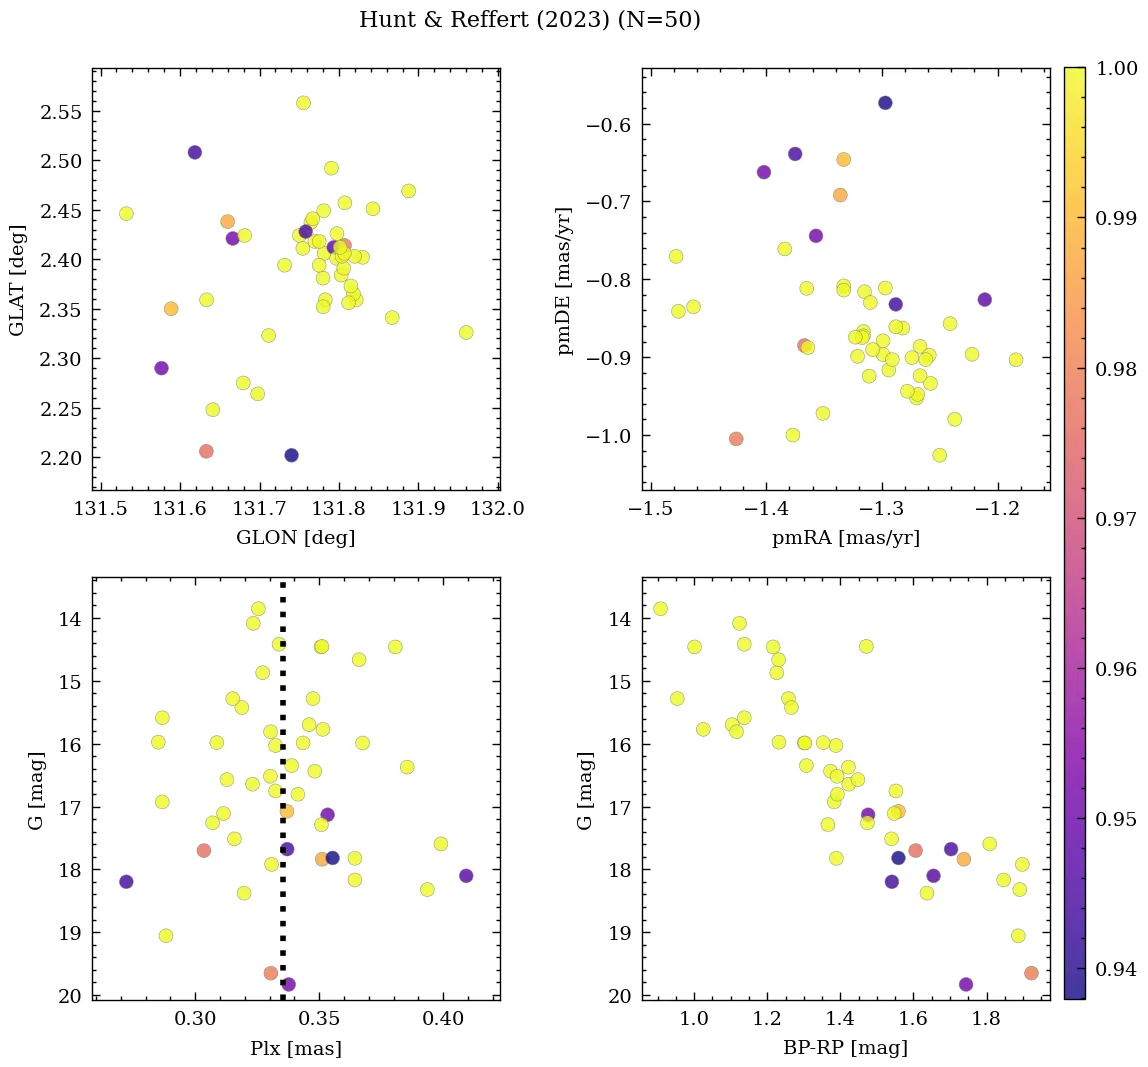 Hunt & Reffert (2023) (N=50)
2.55
2.50
2.45
2.40
2.35
2.30
2.25
2.20
GLAT [deg]
131.5 131.6 131.7 131.8 131.9 132.0
GLON [deg]
−0.6
−0.7
−0.8
−0.9
−1.0
pmDE [mas/yr]
−1.5 −1.4 −1.3 −1.2
pmRA [mas/yr]
14
15
16
17
18
19
20
G [mag]
0.30 0.35 0.40
Plx [mas]
14
15
16
17
18
19
20
G [mag]
1.0 1.2 1.4 1.6 1.8
BP-RP [mag]
1.00
0.99
0.98
0.97
0.96
0.95
0.94